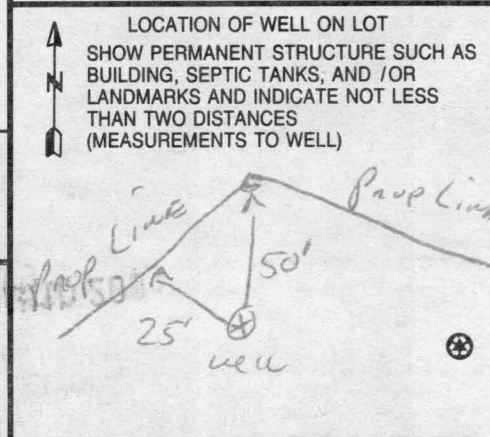 LOCATION OF WELL ON LOT
SHOW PERMANENT STRUCTURE SUCH AS
BUILDING, SEPTIC TANKS, AND /OR
LANDMARKS AND INDICATE NOT LESS
THAN TWO DISTANCES
(MEASUREMENTS TO WELL)
N
Prop Line
Prop Line
50'
25'
well